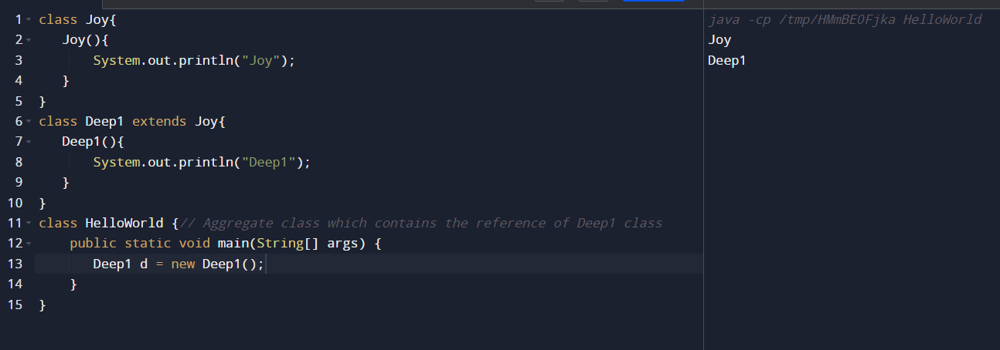 1 class Joy{
2 Joy(){
3 System.out.println("Joy");
4 }
5 }
6 class Deep1 extends Joy{
7 Deep1(){
8 System.out.println("Deep1");
9 }
10 }
11 class HelloWorld {// Aggregate class which contains the reference of Deep1 class
12 public static void main(String[] args) {
13 Deep1 d = new Deep1();
14 }
15 }
java -cp /tmp/HMmBE0Fjka HelloWorld
Joy
Deep1